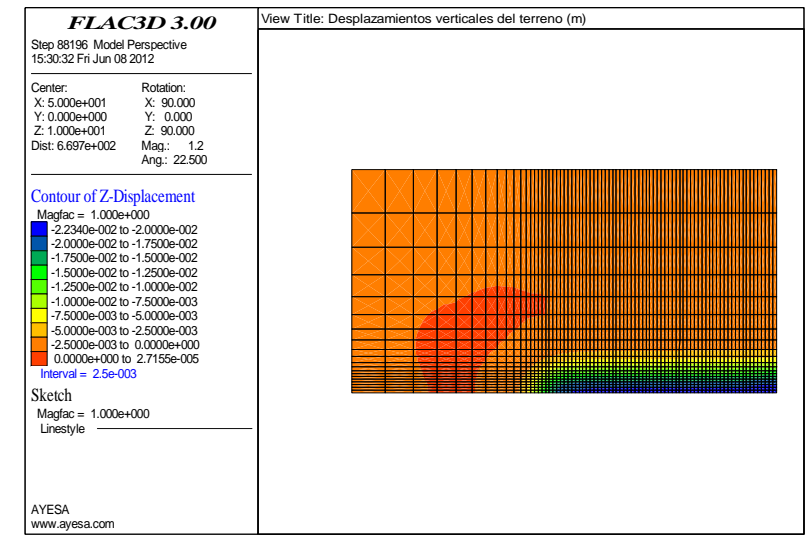 FLAC3D 3.00
Step 88196  Model Perspective
15:30:32 Fri Jun 08 2012
Center:
X: 5.000e+001
Y: 0.000e+000
Z: 1.000e+001
Dist: 6.697e+002
Rotation:
X:  90.000
Y:   0.000
Z:  90.000
Mag.:     1.2
Ang.:  22.500
Contour of Z-Displacement
Magfac =  1.000e+000
-2.2340e-002 to -2.0000e-002
-2.0000e-002 to -1.7500e-002
-1.7500e-002 to -1.5000e-002
-1.5000e-002 to -1.2500e-002
-1.2500e-002 to -1.0000e-002
-1.0000e-002 to -7.5000e-003
-7.5000e-003 to -5.0000e-003
-5.0000e-003 to -2.5000e-003
-2.5000e-003 to  0.0000e+000
0.0000e+000 to  2.7155e-005
Interval =  2.5e-003
Sketch
Magfac =  1.000e+000
Linestyle
AYESA
www.ayesa.com
View Title: Desplazamientos verticales del terreno (m)